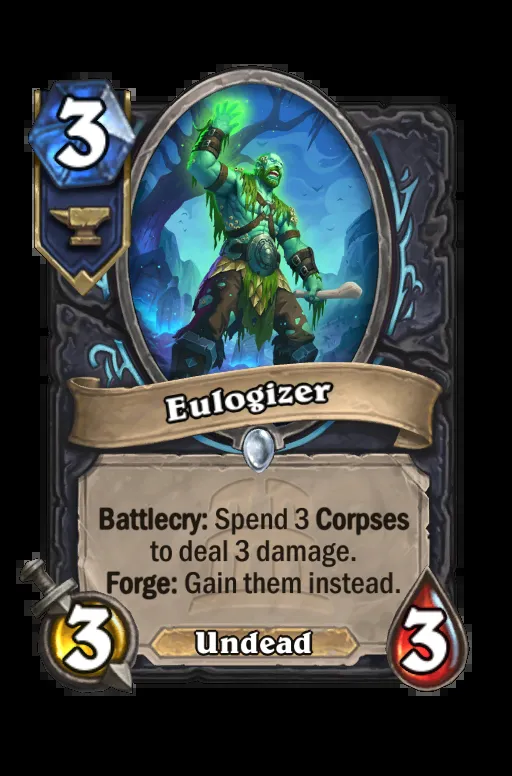 3
Eulogizer
Battlecry: Spend 3 Corpses
to deal 3 damage.
Forge: Gain them instead.
3
Undead
3